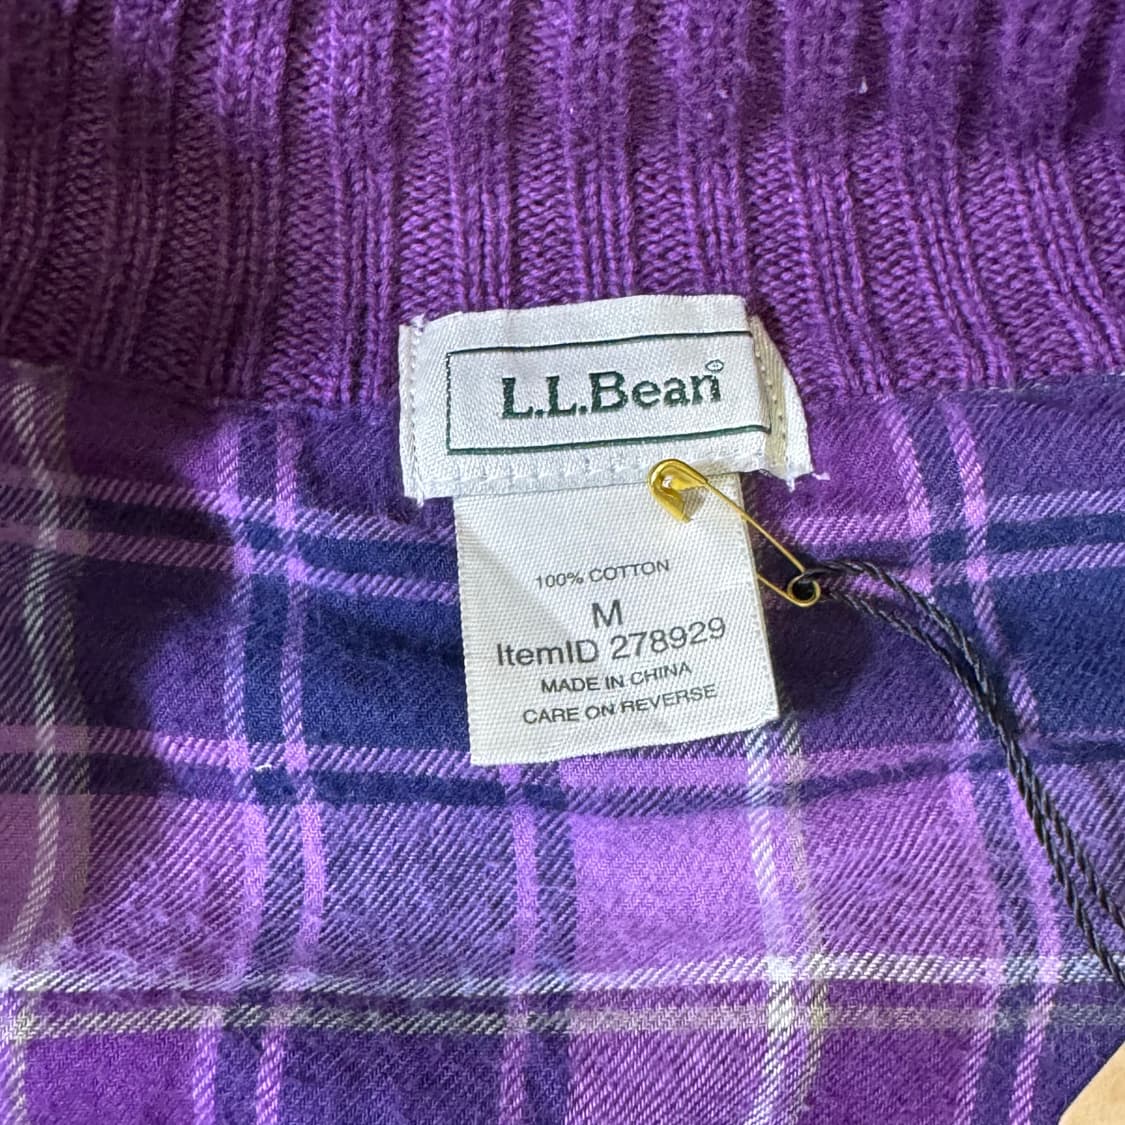 L.L.Bean®
100% COTTON
M
ItemID 278929
MADE IN CHINA
CARE ON REVERSE